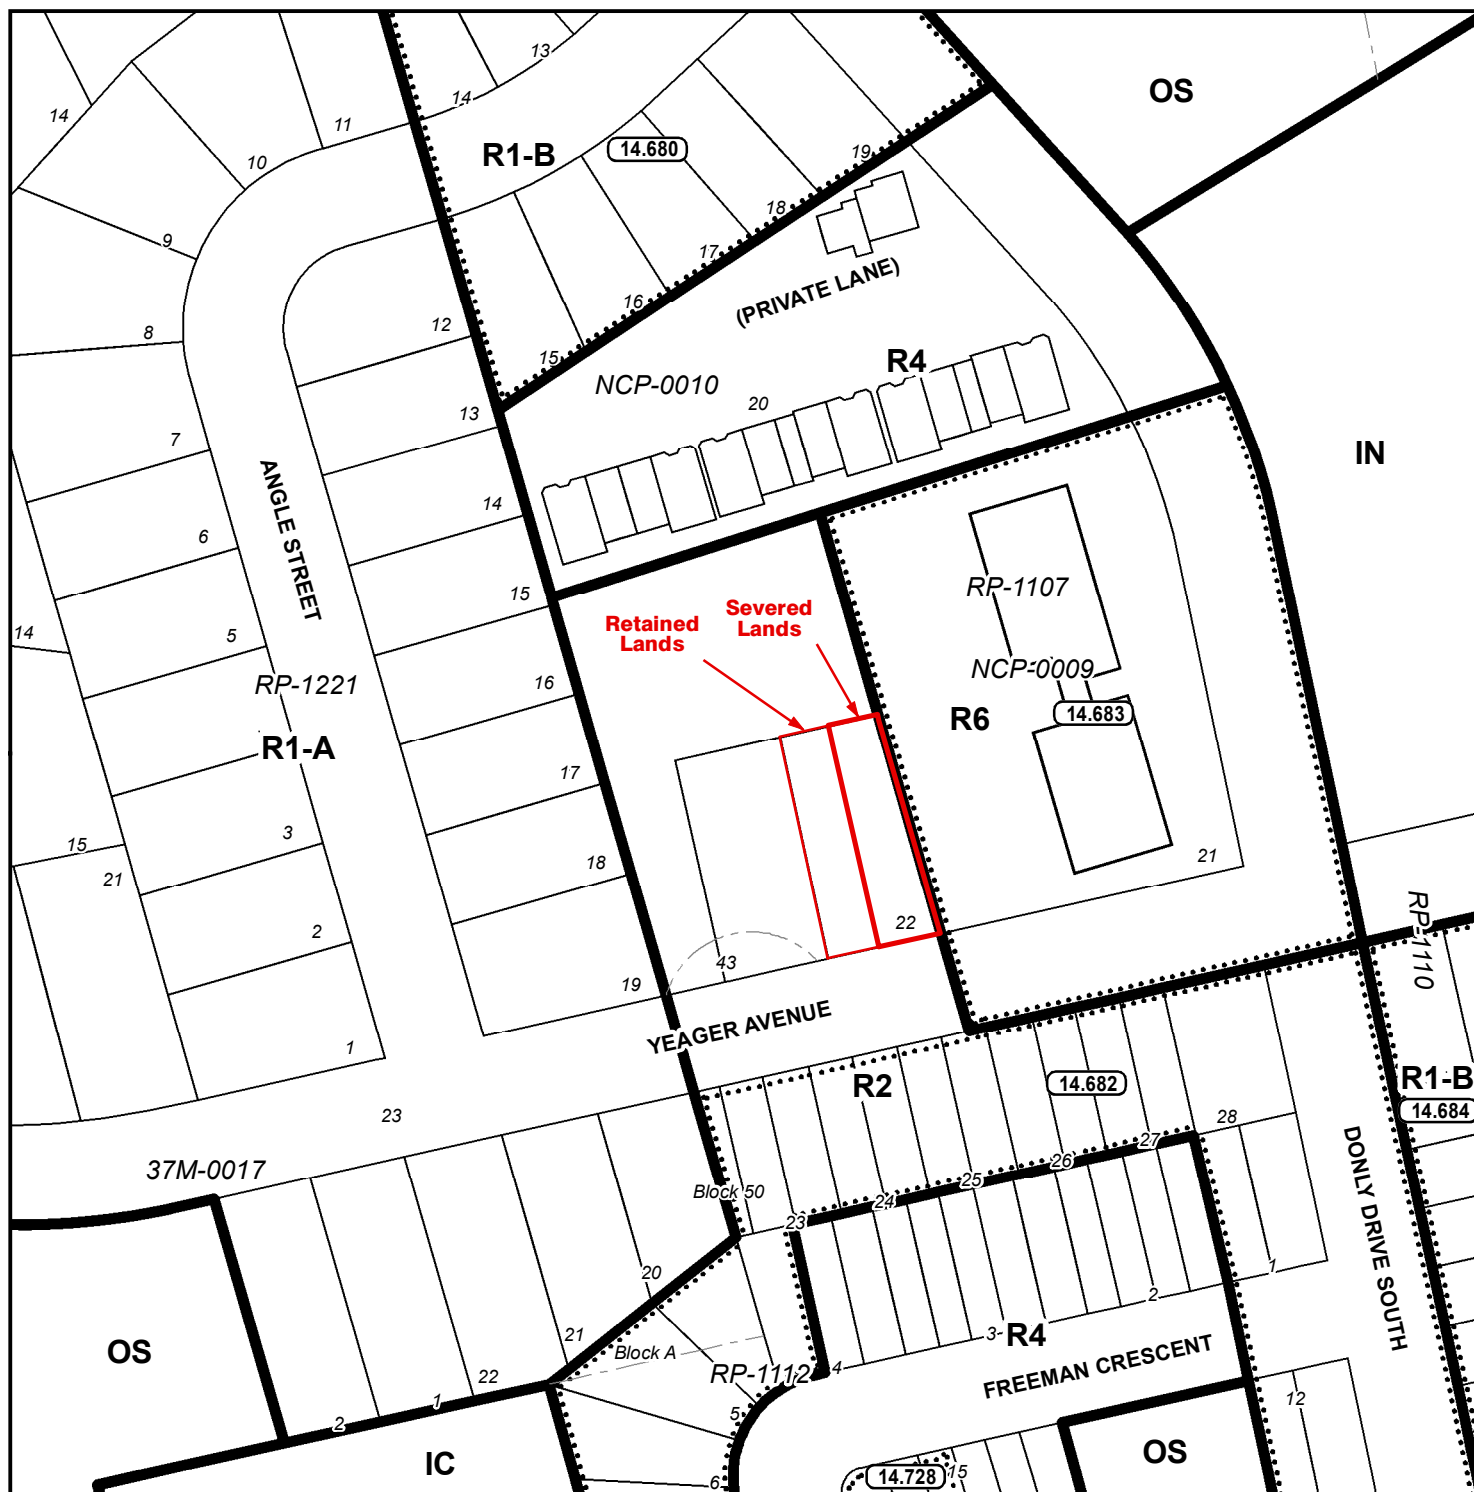 OS
13
14
14
11
R1-B
14.680
10
19
18
9
17
(PRIVATE LANE)
16
12
8
15
R4
NCP-0010
20
13
7
IN
ANGLE STREET
14
6
RP-1107
15
Retained
Lands
Severed
Lands
14
5
RP-1221
16
NCP-0009
R6
14.683
R1-A
17
3
15
21
18
21
22
2
RP-1110
43
19
YEAGER AVENUE
1
R2
14.682
R1-B
14.684
23
28
27
26
37M-0017
Block 50
25
24
23
DONLY DRIVE SOUTH
20
1
2
21
3
R4
OS
Block A
RP-1112
4
FREEMAN CRESCENT
22
1
2
5
12
IC
OS
6
14.728
15